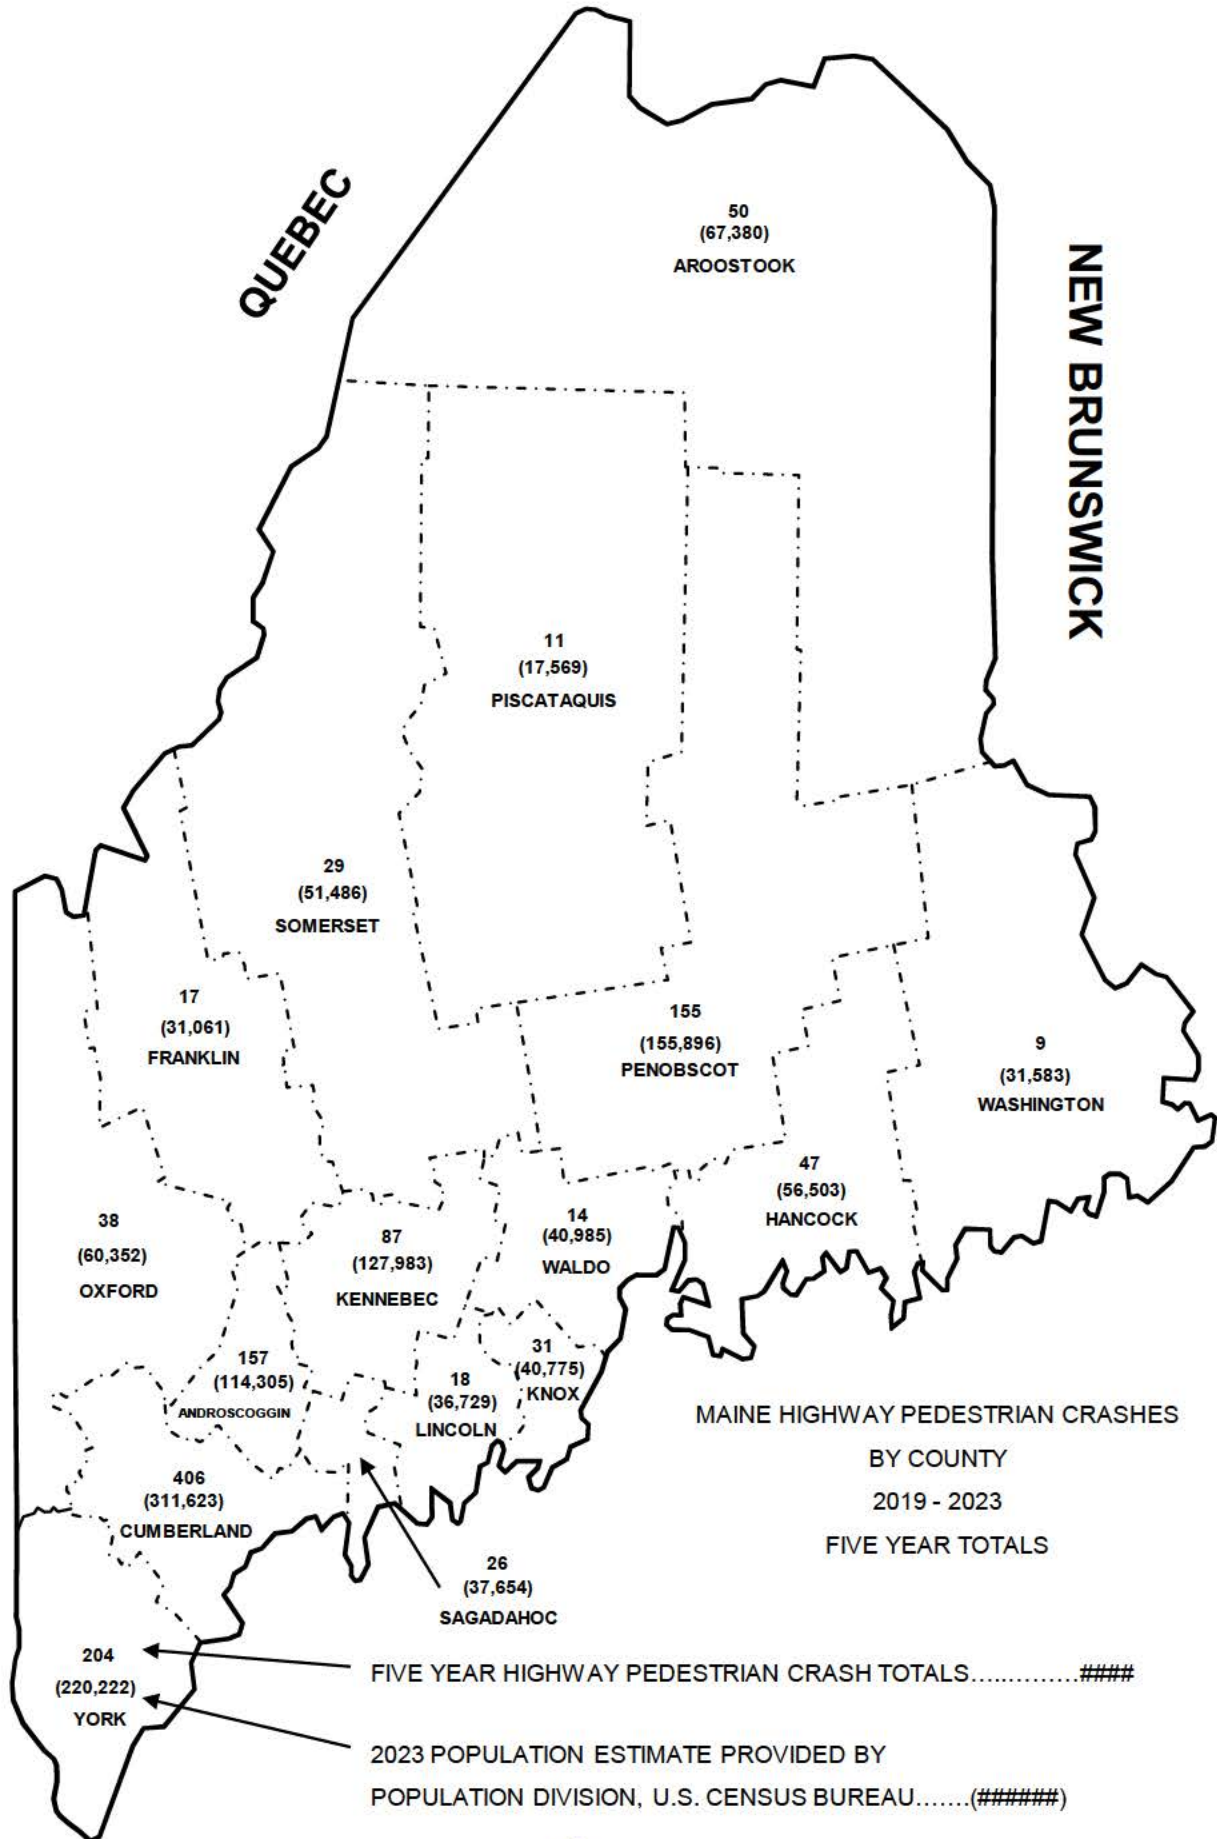 QUEBEC
NEW BRUNSWICK
50
(67,380)
AROOSTOOK
11
(17,569)
PISCATAQUIS
29
(51,486)
SOMERSET
17
(31,061)
FRANKLIN
155
(155,896)
PENOBSCOT
9
(31,583)
WASHINGTON
47
(56,503)
HANCOCK
38
(60,352)
OXFORD
87
(127,983)
KENNEBEC
14
(40,985)
WALDO
157
(114,305)
ANDROSCOGGIN
18
(36,729)
LINCOLN
31
(40,775)
KNOX
406
(311,623)
CUMBERLAND
26
(37,654)
SAGADAHOC
204
(220,222)
YORK
MAINE HIGHWAY PEDESTRIAN CRASHES
BY COUNTY
2019 - 2023
FIVE YEAR TOTALS
FIVE YEAR HIGHWAY PEDESTRIAN CRASH TOTALS..............####
2023 POPULATION ESTIMATE PROVIDED BY
POPULATION DIVISION, U.S. CENSUS BUREAU.......(######)